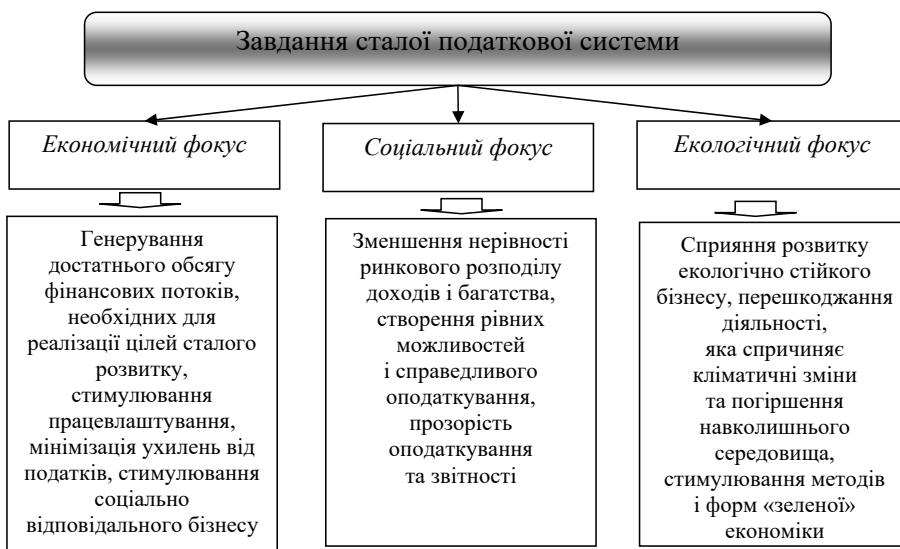 Завдання сталої податкової системи
Економічний фокус
Соціальний фокус
Екологічний фокус
Генерування
достатнього обсягу
фінансових потоків,
необхідних для
реалізації цілей сталого
розвитку,
стимулювання
працевлаштування,
мінімізація ухилень від
податків, стимулювання
соціально
відповідального бізнесу
Зменшення нерівності
ринкового розподілу
доходів і багатства,
створення рівних
можливостей
і справедливого
оподаткування,
прозорість
оподаткування
та звітності
Сприяння розвитку
екологічно стійкого
бізнесу, перешкоджання
діяльності,
яка спричиняє
кліматичні зміни
та погіршення
навколишнього
середовища,
стимулювання методів
і форм «зеленої»
економіки